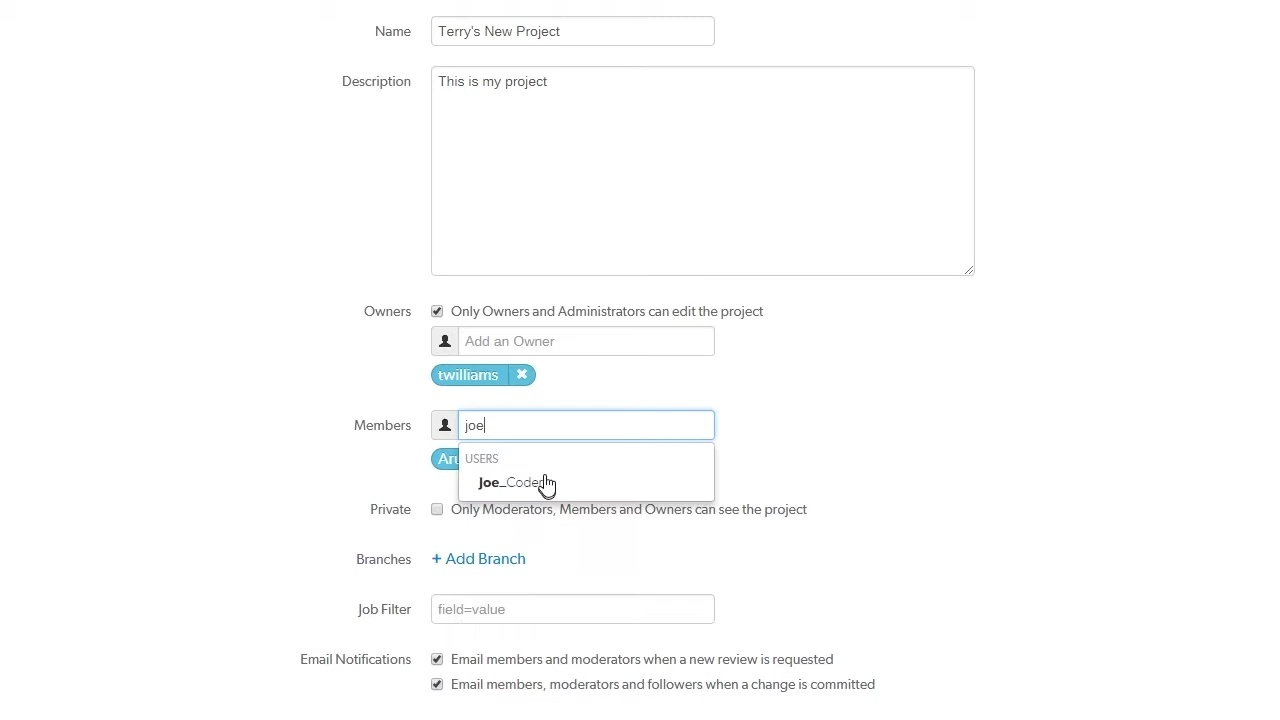 Name
Terry's New Project
Description
This is my project
Owners
Only Owners and Administrators can edit the project
Add an Owner
twilliams
Members
joe
USERS
Joe_Coder
Private
Only Moderators, Members and Owners can see the project
Branches
+ Add Branch
Job Filter
field=value
Email Notifications
Email members and moderators when a new review is requested
Email members, moderators and followers when a change is committed